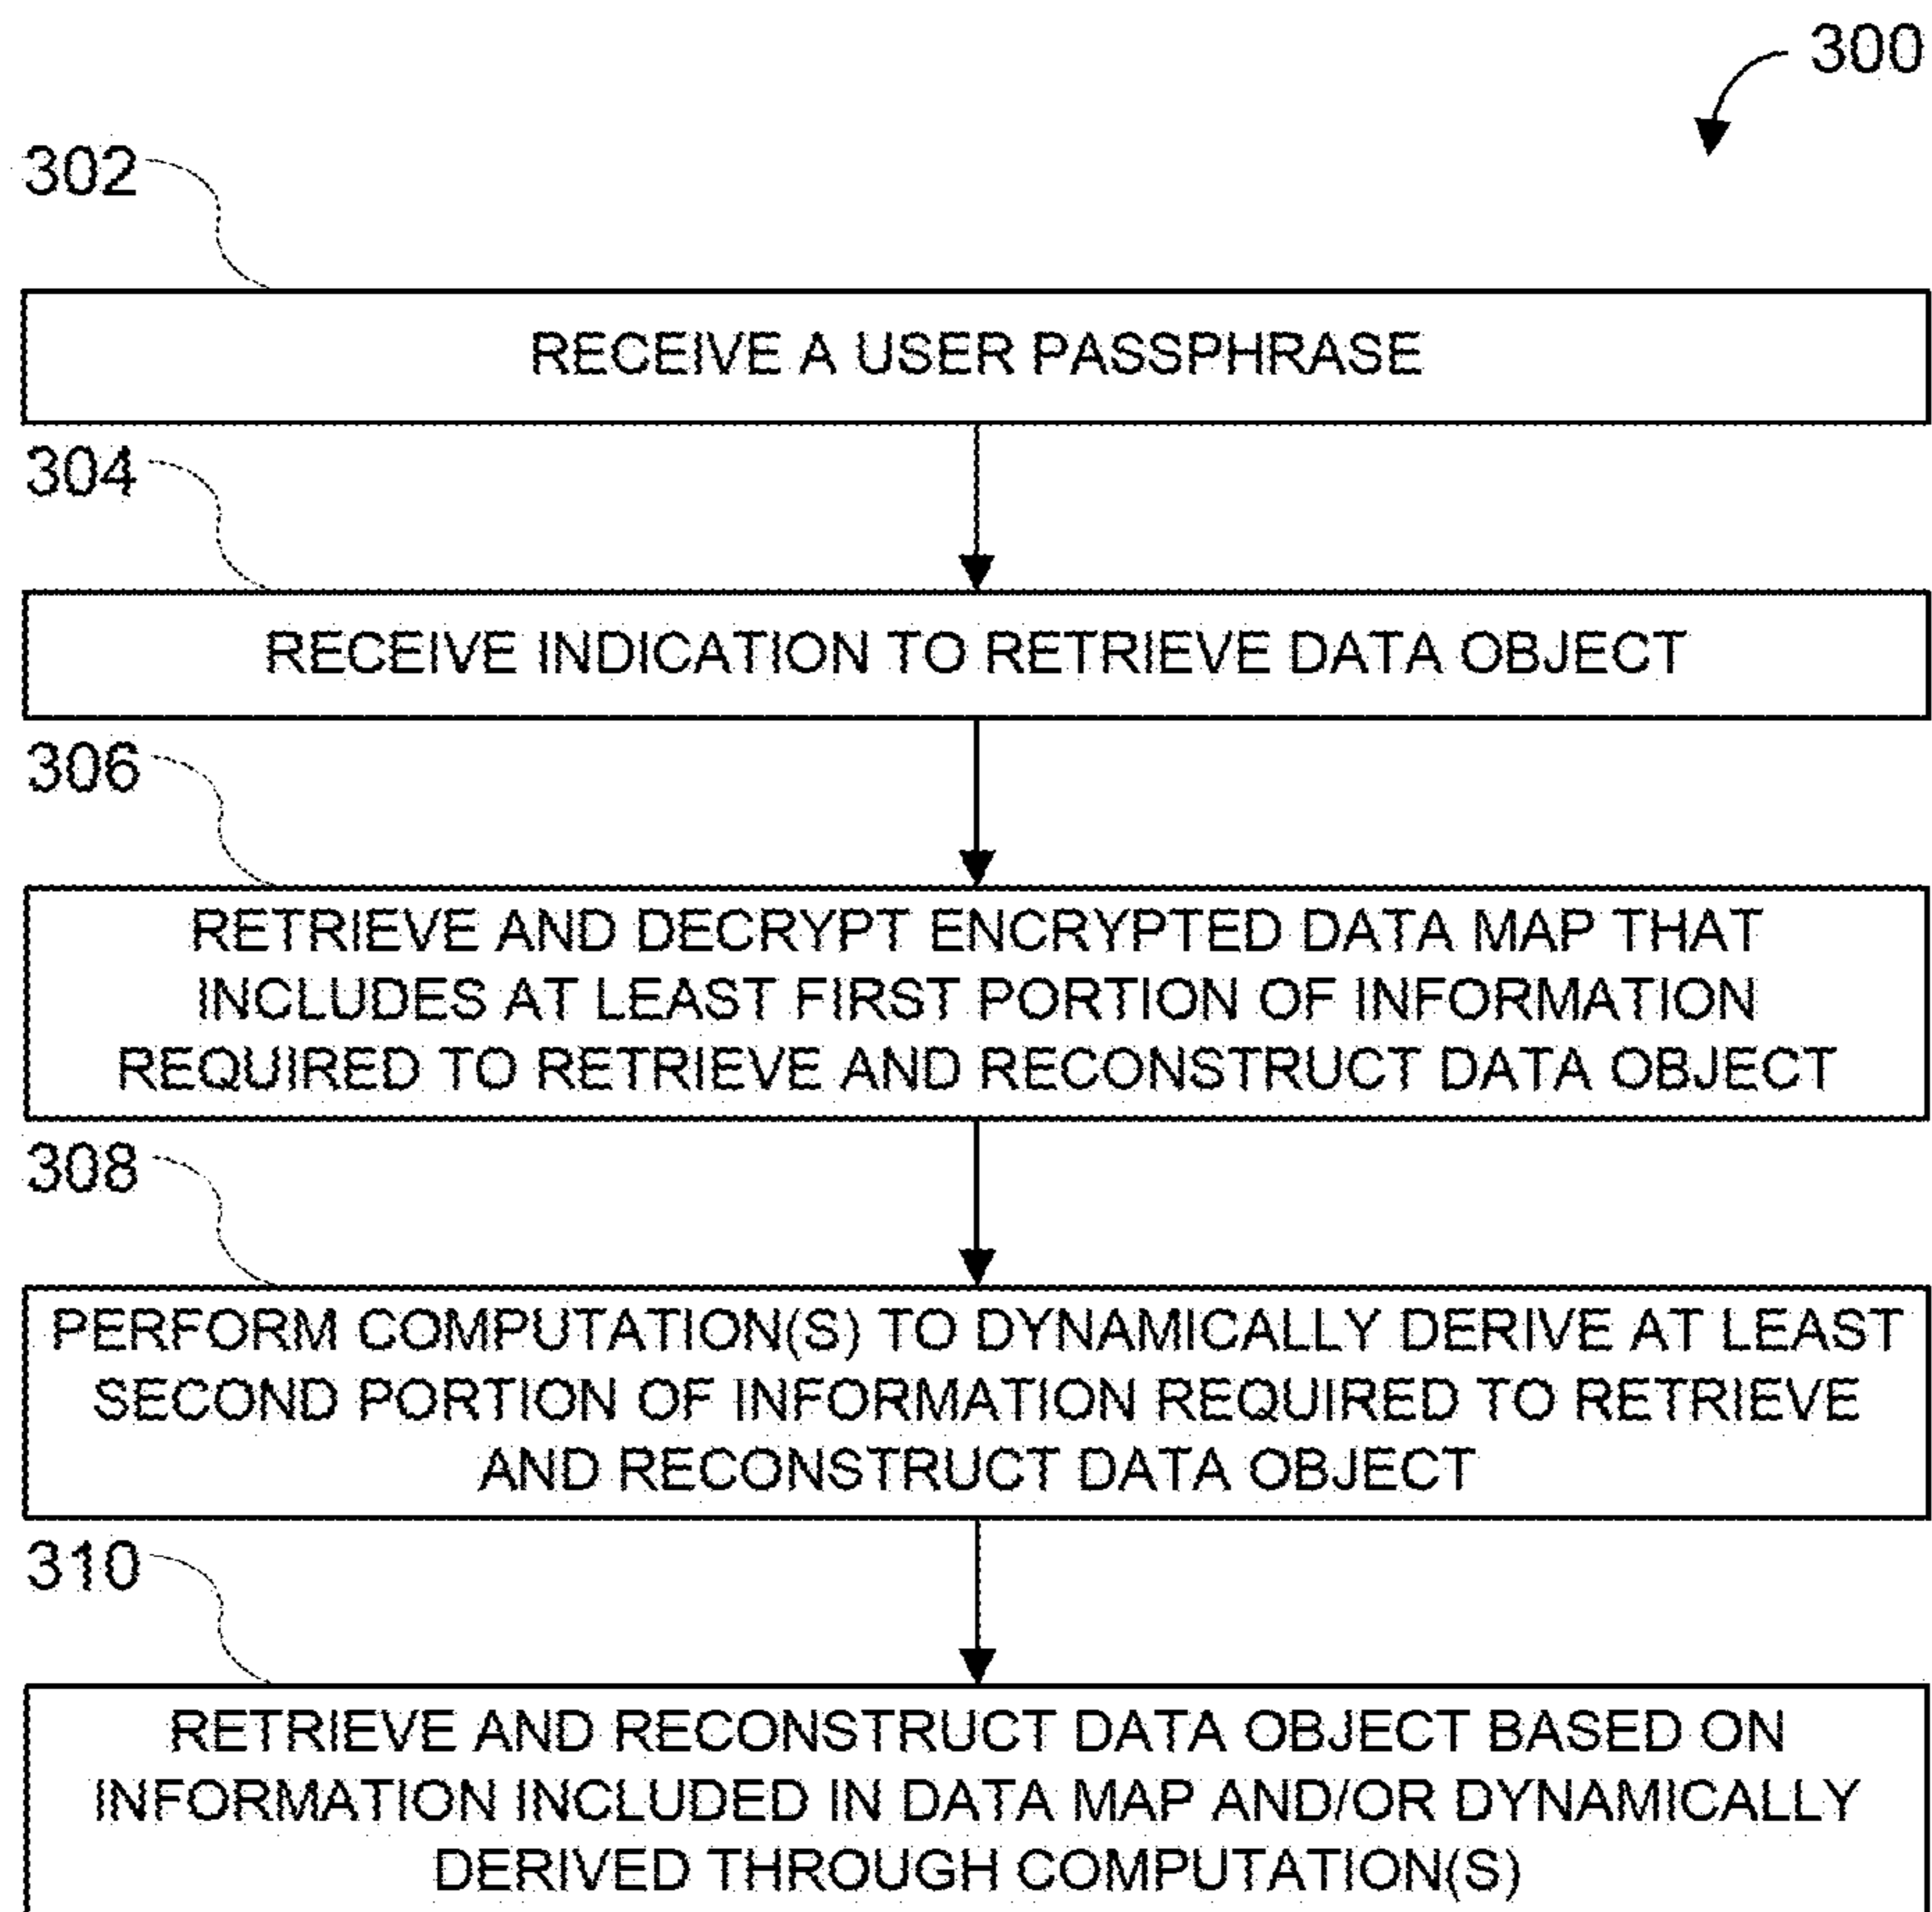 300
302
RECEIVE A USER PASSPHRASE
304
RECEIVE INDICATION TO RETRIEVE DATA OBJECT
306
RETRIEVE AND DECRYPT ENCRYPTED DATA MAP THAT
INCLUDES AT LEAST FIRST PORTION OF INFORMATION
REQUIRED TO RETRIEVE AND RECONSTRUCT DATA OBJECT
308
PERFORM COMPUTATION(S) TO DYNAMICALLY DERIVE AT LEAST
SECOND PORTION OF INFORMATION REQUIRED TO RETRIEVE
AND RECONSTRUCT DATA OBJECT
310
RETRIEVE AND RECONSTRUCT DATA OBJECT BASED ON
INFORMATION INCLUDED IN DATA MAP AND/OR DYNAMICALLY
DERIVED THROUGH COMPUTATION(S)